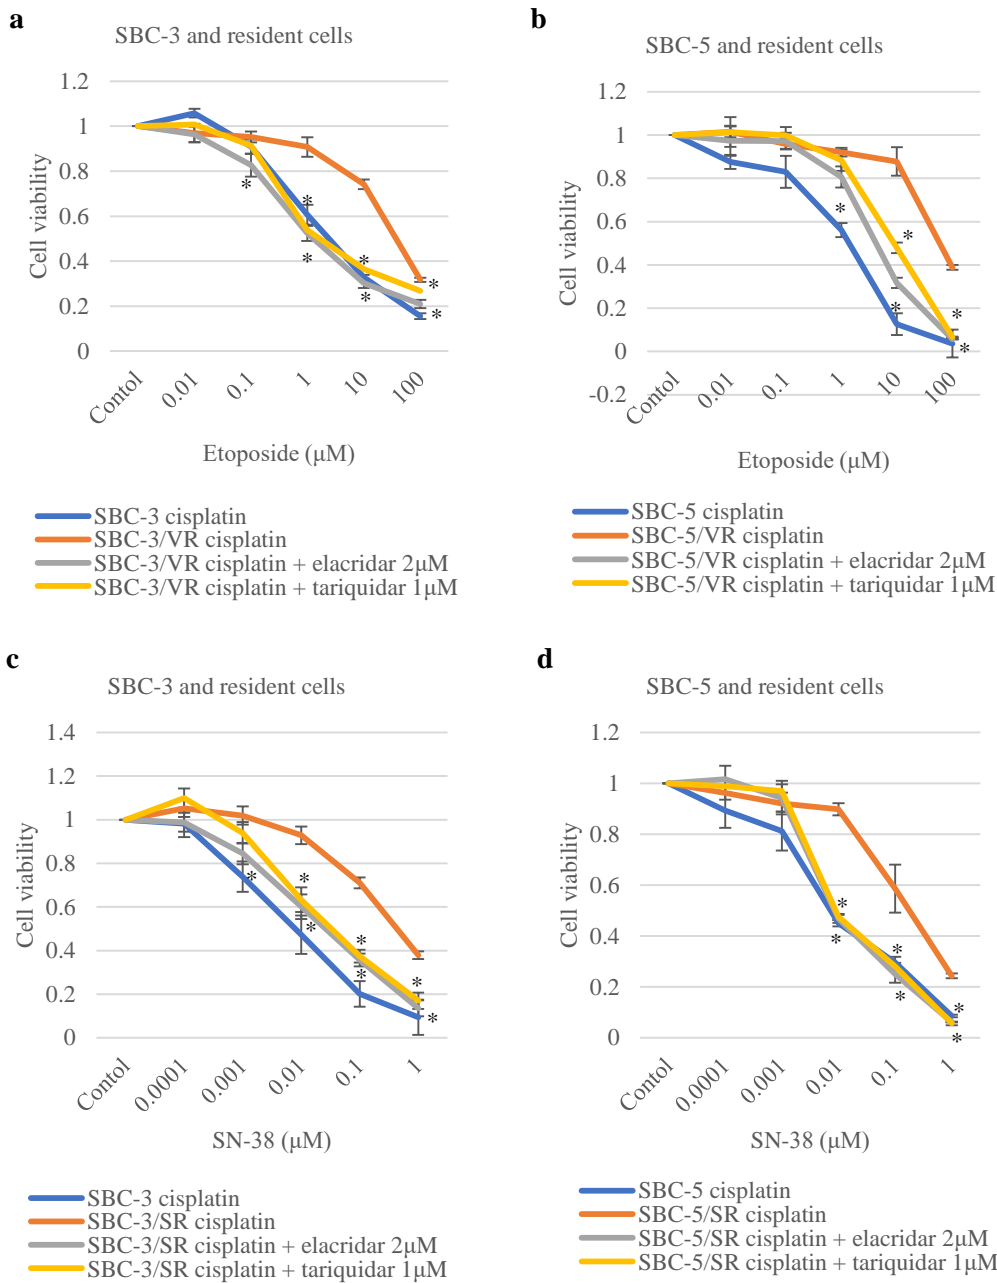 a
SBC-3 and resident cells
1.2
1
0.8
0.6
0.4
0.2
0
Cell viability
*
*
*
*
*
*
*
Contol
0.01
0.1
1
10
100
Etoposide (μM)
SBC-3 cisplatin
SBC-3/VR cisplatin
SBC-3/VR cisplatin + elacridar 2μM
SBC-3/VR cisplatin + tariquidar 1μM
b
SBC-5 and resident cells
1.2
1
0.8
0.6
0.4
0.2
0
-0.2
Cell viability
*
*
*
*
*
Contol
0.01
0.1
1
10
100
Etoposide (μM)
SBC-5 cisplatin
SBC-5/VR cisplatin
SBC-5/VR cisplatin + elacridar 2μM
SBC-5/VR cisplatin + tariquidar 1μM
c
SBC-3 and resident cells
1.4
1.2
1
0.8
0.6
0.4
0.2
0
Cell viability
*
*
*
*
*
*
*
Contol
0.0001
0.001
0.01
0.1
1
SN-38 (μM)
SBC-3 cisplatin
SBC-3/SR cisplatin
SBC-3/SR cisplatin + elacridar 2μM
SBC-3/SR cisplatin + tariquidar 1μM
d
SBC-5 and resident cells
1.2
1
0.8
0.6
0.4
0.2
0
Cell viability
*
*
*
*
*
*
Contol
0.0001
0.001
0.01
0.1
1
SN-38 (μM)
SBC-5 cisplatin
SBC-5/SR cisplatin
SBC-5/SR cisplatin + elacridar 2μM
SBC-5/SR cisplatin + tariquidar 1μM